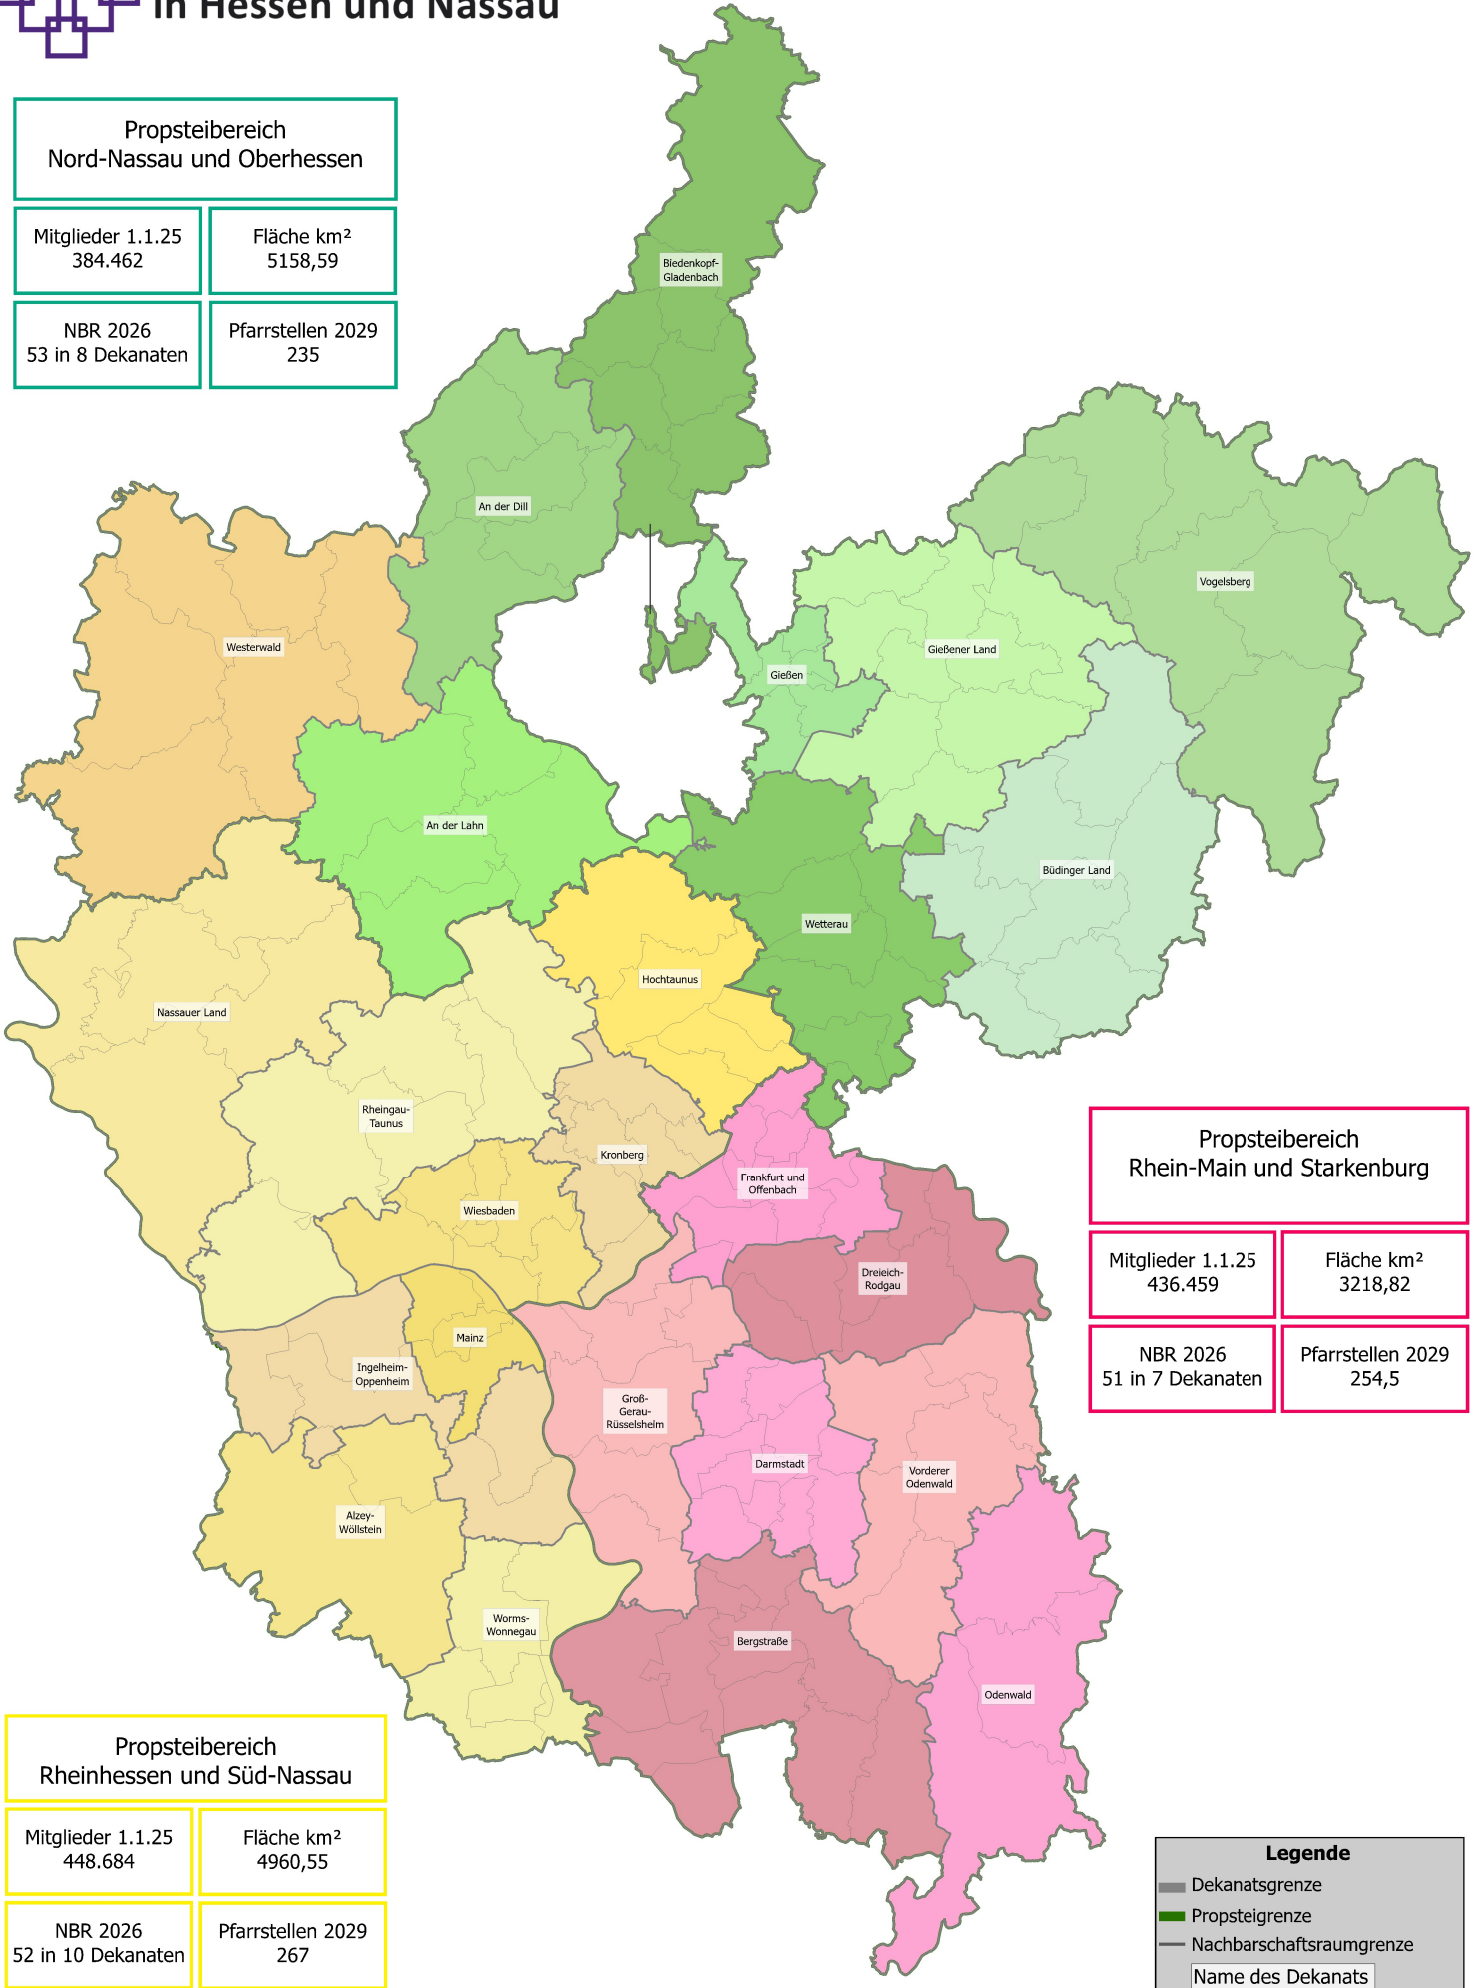 in Hessen und Nassau
Propsteibereich
Nord-Nassau und Oberhessen
Mitglieder 1.1.25
384.462
Fläche km²
5158,59
NBR 2026
53 in 8 Dekanaten
Pfarrstellen 2029
235
Biedenkopf-
Gladenbach
An der Dill
Vogelsberg
Westerwald
Gießener Land
Gießen
An der Lahn
Büdinger Land
Wetterau
Hochtaunus
Nassauer Land
Rheingau-
Taunus
Kronberg
Frankfurt und
Offenbach
Wiesbaden
Dreieich-
Rodgau
Mainz
Ingelheim-
Oppenheim
Groß-
Gerau-
Rüsselsheim
Darmstadt
Vorderer
Odenwald
Alzey-
Wöllstein
Worms-
Wonnegau
Bergstraße
Odenwald
Propsteibereich
Rhein-Main und Starkenburg
Mitglieder 1.1.25
436.459
Fläche km²
3218,82
NBR 2026
51 in 7 Dekanaten
Pfarrstellen 2029
254,5
Propsteibereich
Rheinhessen und Süd-Nassau
Mitglieder 1.1.25
448.684
Fläche km²
4960,55
NBR 2026
52 in 10 Dekanaten
Pfarrstellen 2029
267
Legende
Dekanatsgrenze
Propsteigrenze
Nachbarschaftsraumgrenze
Name des Dekanats